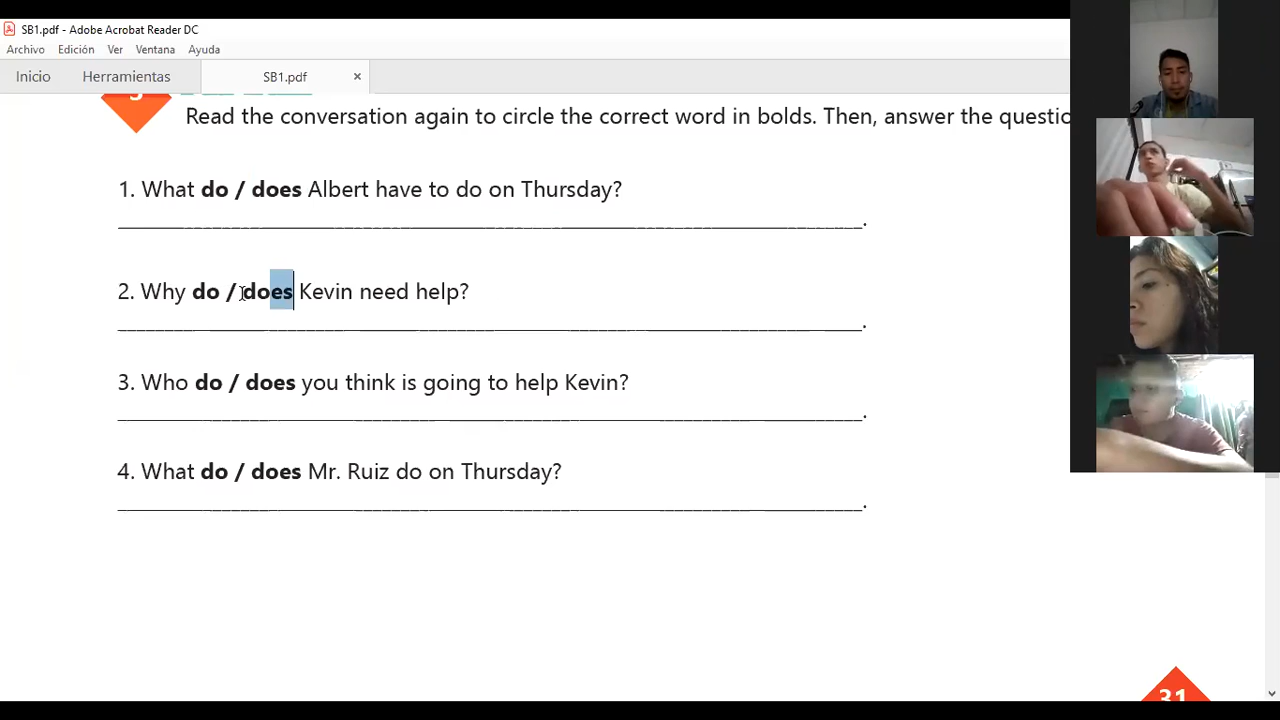 SB1.pdf - Adobe Acrobat Reader DC
Archivo Edición Ver Ventana Ayuda
Inicio Herramientas SB1.pdf ×
Read the conversation again to circle the correct word in bolds. Then, answer the questio
1. What do / does Albert have to do on Thursday?
2. Why do / does Kevin need help?
3. Who do / does you think is going to help Kevin?
4. What do / does Mr. Ruiz do on Thursday?
31